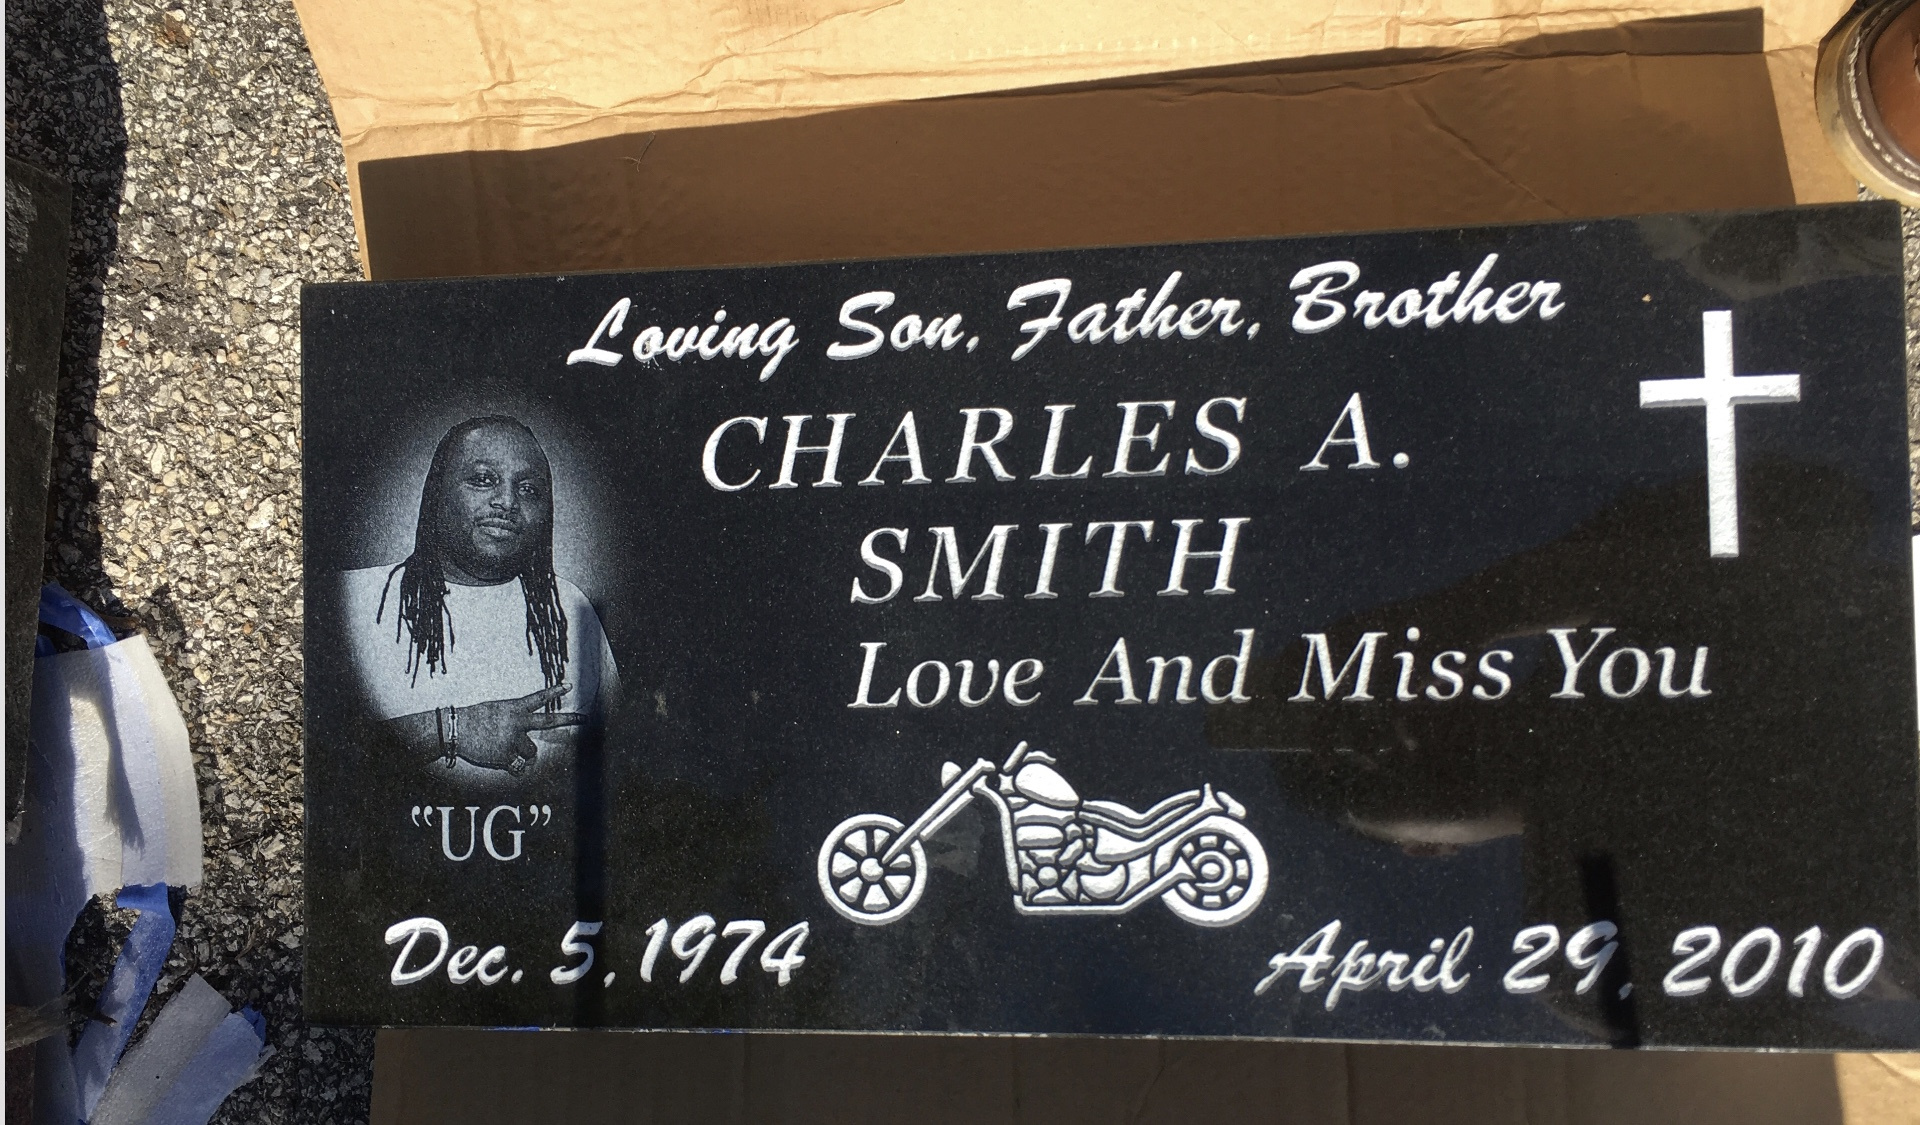 Loving Son, Father, Brother
CHARLES A.
SMITH
Love And Miss You
“UG”
Dec. 5, 1974
April 29, 2010